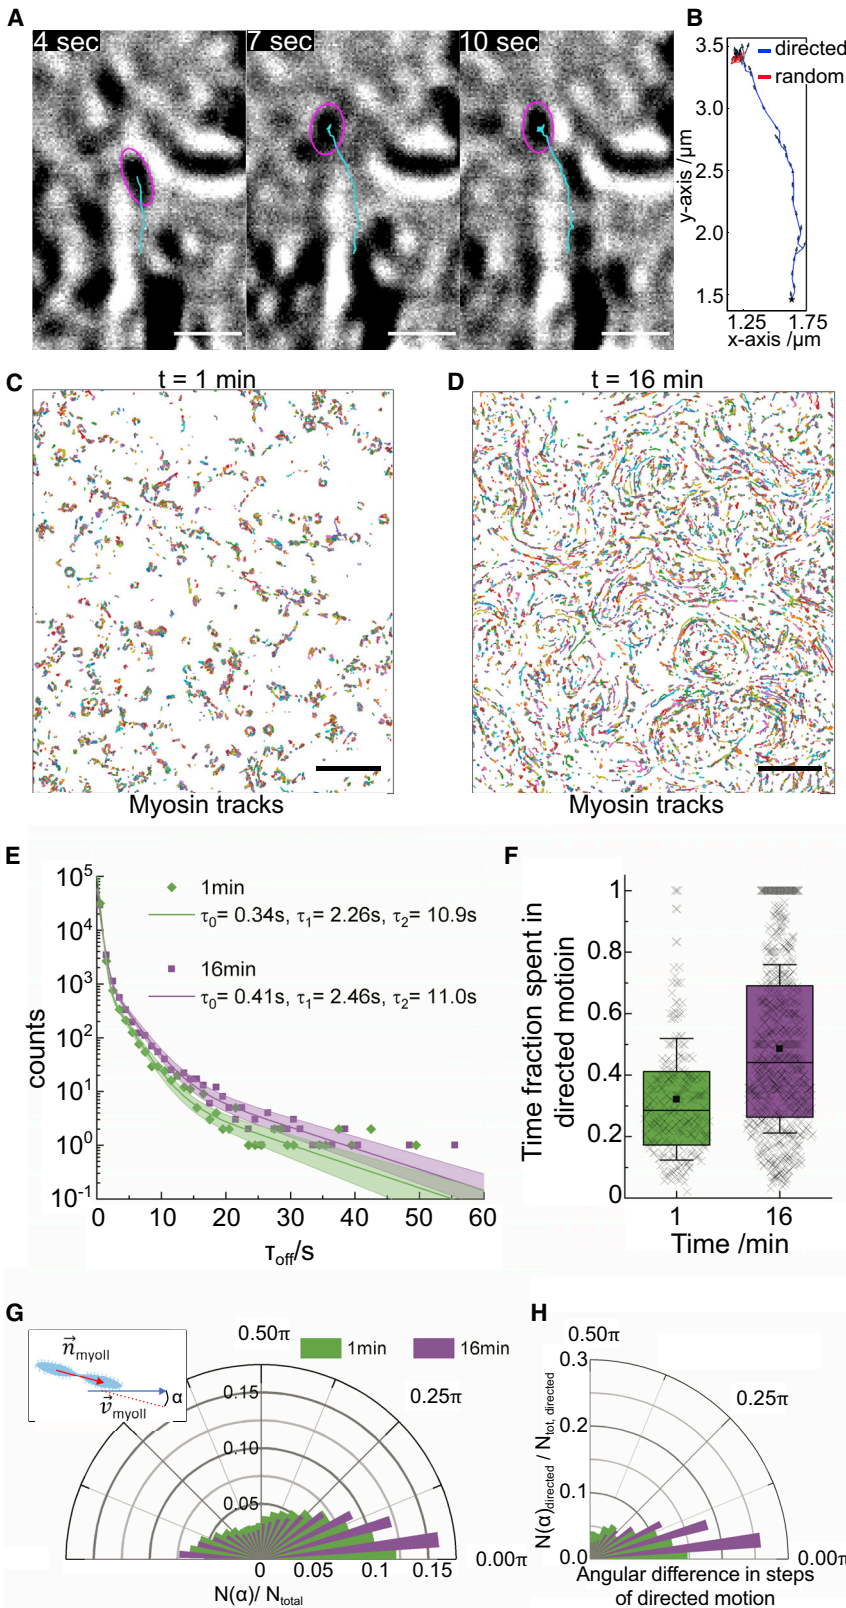 A
4 sec
7 sec
10 sec
B
3.5
3.0
2.5
2.0
1.5
y-axis /µm
directed
random
1.25 1.75
x-axis /µm
C
t = 1 min
Myosin tracks
D
t = 16 min
Myosin tracks
E
10^5
10^4
10^3
10^2
10^1
10^0
10^-1
counts
1min
τ0= 0.34s, τ1= 2.26s, τ2= 10.9s
16min
τ0= 0.41s, τ1= 2.46s, τ2= 11.0s
0 10 20 30 40 50 60
τoff/s
F
1
0.8
0.6
0.4
0.2
0
Time fraction spent in
directed motioin
1 16
Time /min
G
n myoII
v myoII
α
0.50π
1min
16min
0.25π
0.15
0.10
0.05
0 0.05 0.10 0.15
0.00π
N(α)/ Ntotal
H
0.50π
0.3
0.2
0.1
0.0
0.25π
0.00π
N(α)directed / Ntot, directed
Angular difference in steps
of directed motion